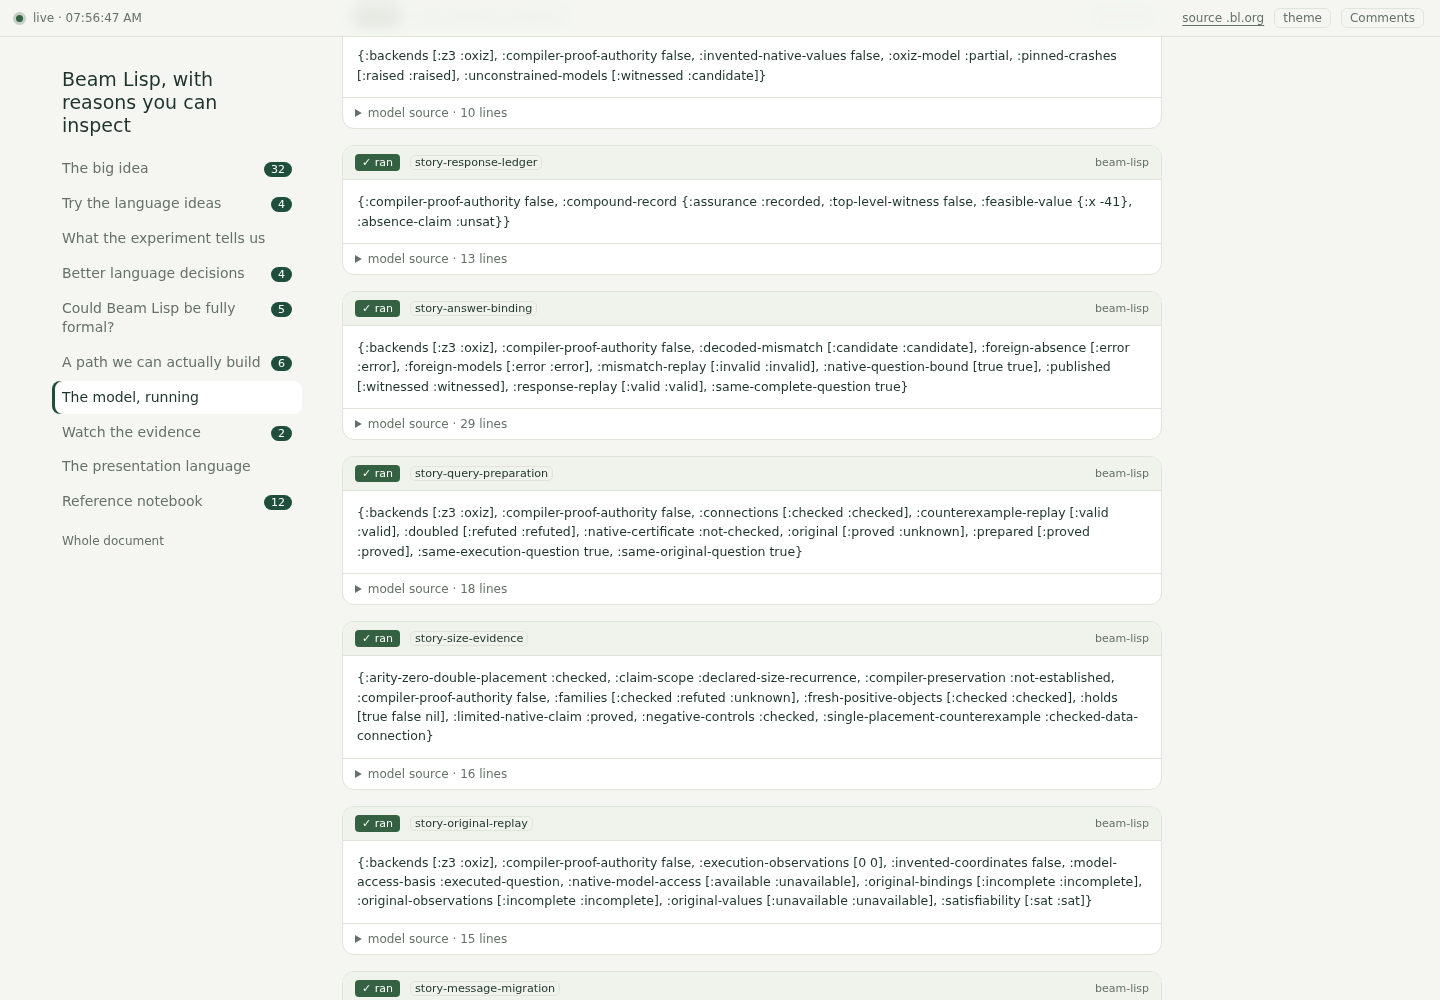 live · 07:56:47 AM
source .bl.org
theme
Comments
Beam Lisp, with
reasons you can
inspect
The big idea
32
Try the language ideas
4
What the experiment tells us
Better language decisions
4
Could Beam Lisp be fully
formal?
5
A path we can actually build
6
The model, running
Watch the evidence
2
The presentation language
Reference notebook
12
Whole document
{:backends [:z3 :oxiz], :compiler-proof-authority false, :invented-native-values false, :oxiz-model :partial, :pinned-crashes
[:raised :raised], :unconstrained-models [:witnessed :candidate]}
▶ model source · 10 lines
✓ ran story-response-ledger beam-lisp
{:compiler-proof-authority false, :compound-record {:assurance :recorded, :top-level-witness false, :feasible-value {:x -41},
:absence-claim :unsat}}
▶ model source · 13 lines
✓ ran story-answer-binding beam-lisp
{:backends [:z3 :oxiz], :compiler-proof-authority false, :decoded-mismatch [:candidate :candidate], :foreign-absence [:error
:error], :foreign-models [:error :error], :mismatch-replay [:invalid :invalid], :native-question-bound [true true], :published
[:witnessed :witnessed], :response-replay [:valid :valid], :same-complete-question true}
▶ model source · 29 lines
✓ ran story-query-preparation beam-lisp
{:backends [:z3 :oxiz], :compiler-proof-authority false, :connections [:checked :checked], :counterexample-replay [:valid
:valid], :doubled [:refuted :refuted], :native-certificate :not-checked, :original [:proved :unknown], :prepared [:proved
:proved], :same-execution-question true, :same-original-question true}
▶ model source · 18 lines
✓ ran story-size-evidence beam-lisp
{:arity-zero-double-placement :checked, :claim-scope :declared-size-recurrence, :compiler-preservation :not-established,
:compiler-proof-authority false, :families [:checked :refuted :unknown], :fresh-positive-objects [:checked :checked], :holds
[true false nil], :limited-native-claim :proved, :negative-controls :checked, :single-placement-counterexample :checked-data-
connection}
▶ model source · 16 lines
✓ ran story-original-replay beam-lisp
{:backends [:z3 :oxiz], :compiler-proof-authority false, :execution-observations [0 0], :invented-coordinates false, :model-
access-basis :executed-question, :native-model-access [:available :unavailable], :original-bindings [:incomplete :incomplete],
:original-observations [:incomplete :incomplete], :original-values [:unavailable :unavailable], :satisfiability [:sat :sat]}
▶ model source · 15 lines
✓ ran story-message-migration beam-lisp